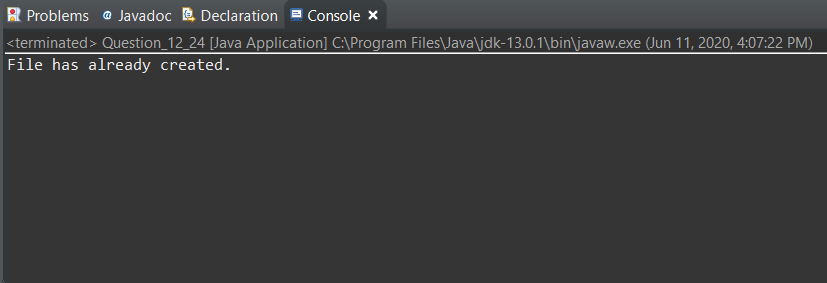 Problems Javadoc Declaration Console
<terminated> Question_12_24 [Java Application] C:\Program Files\Java\jdk-13.0.1\bin\javaw.exe (Jun 11, 2020, 4:07:22 PM)
File has already created.